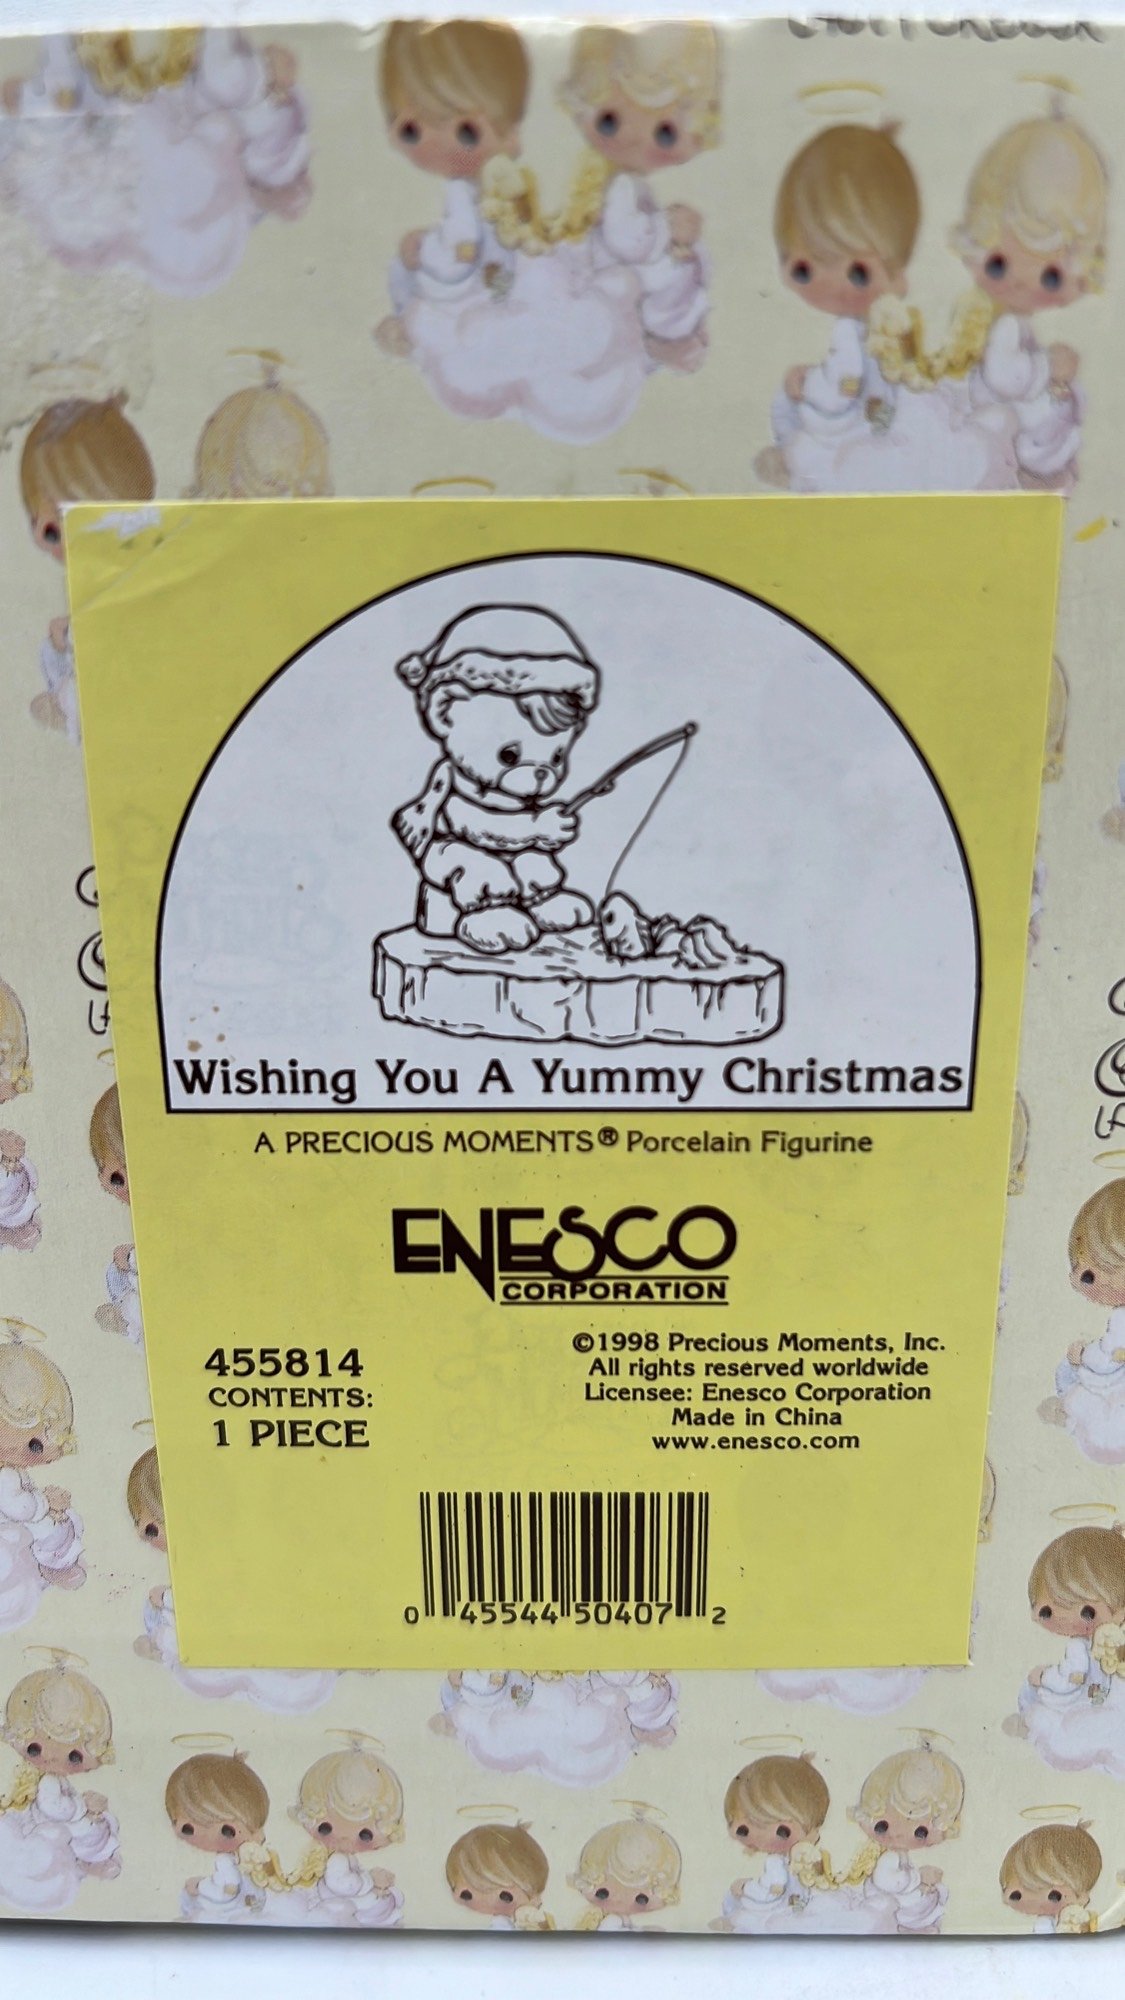 Wishing You A Yummy Christmas
A PRECIOUS MOMENTS® Porcelain Figurine
ENESCO
CORPORATION
455814
CONTENTS:
1 PIECE
©1998 Precious Moments, Inc.
All rights reserved worldwide
Licensee: Enesco Corporation
Made in China
www.enesco.com
0 45544 50407 2